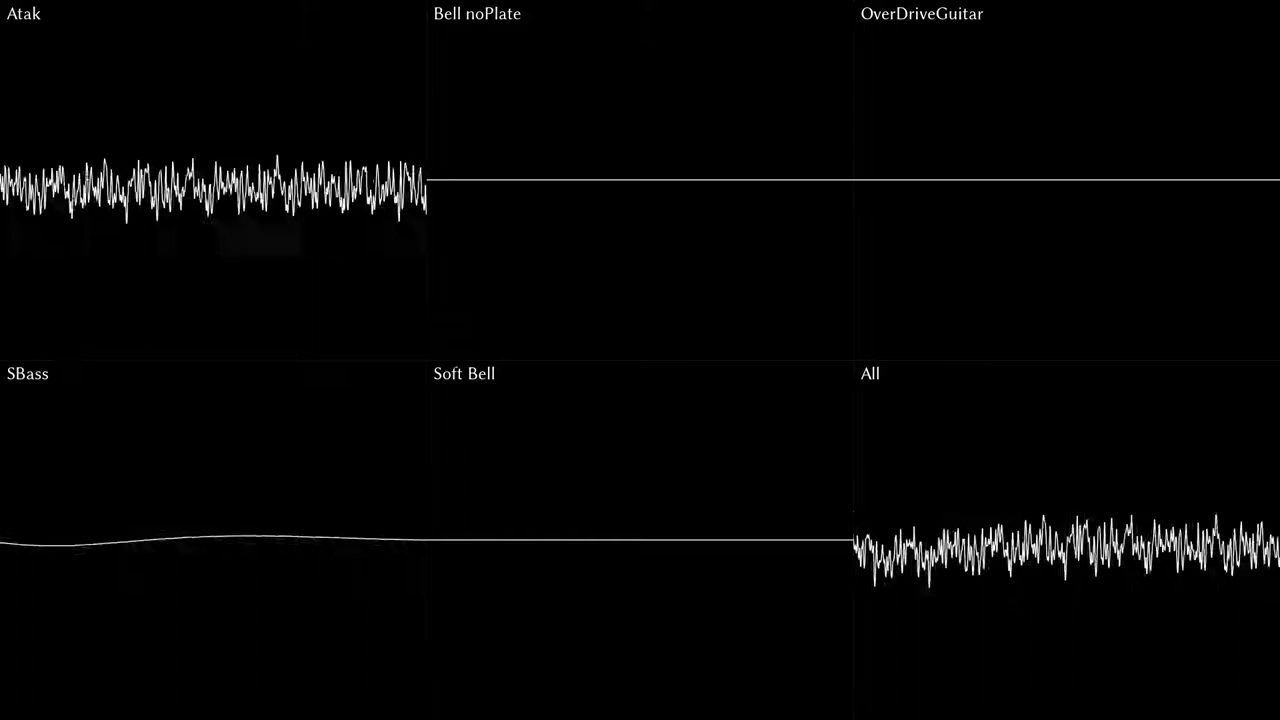 Atak
Bell noPlate
OverDriveGuitar
SBass
Soft Bell
All